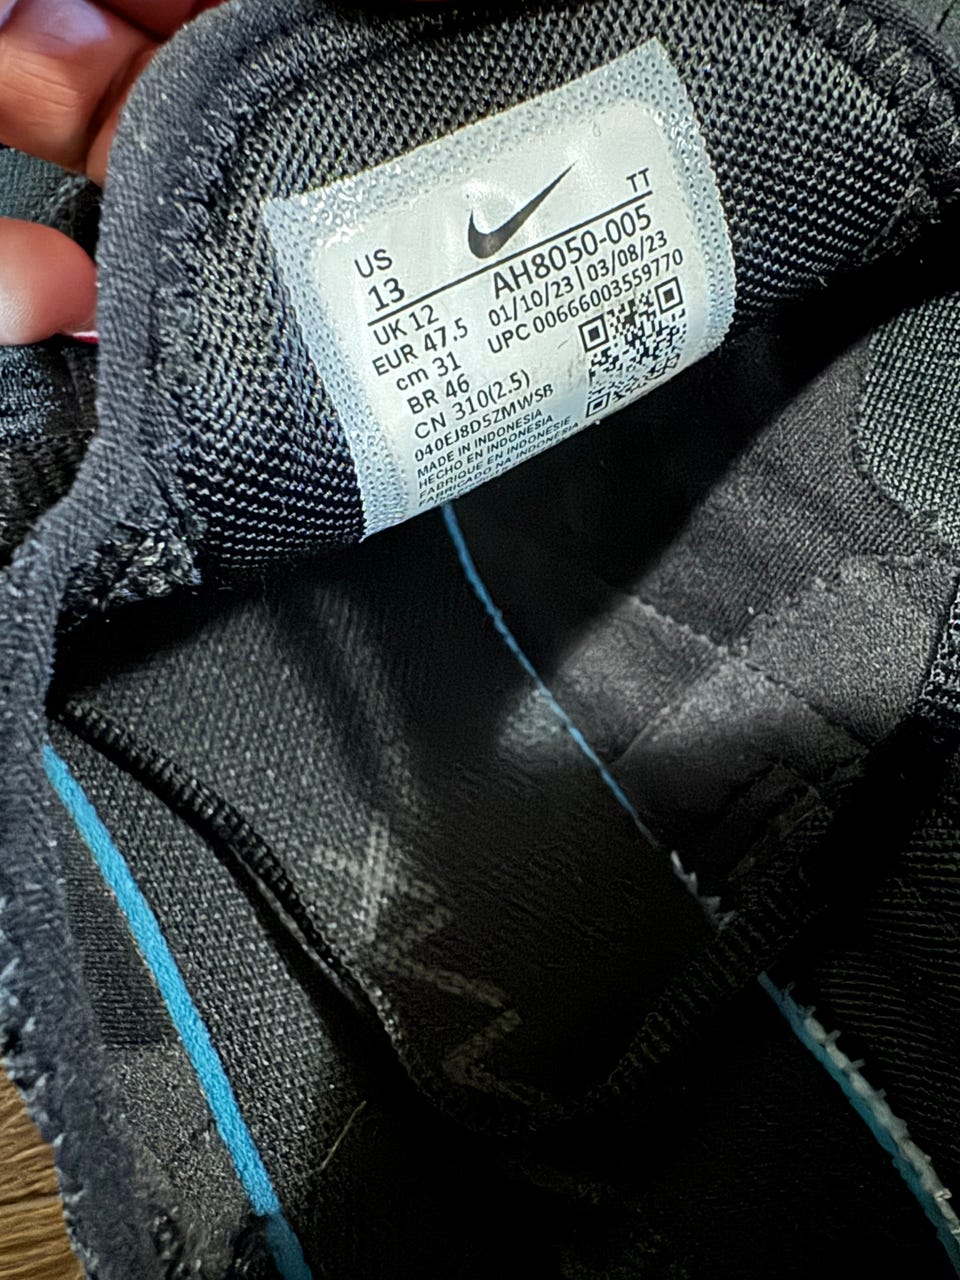 TT
US
13
AH8050-005
UK 12
01/10/23 | 03/08/23
EUR 47.5
UPC 00666003559770
cm 31
BR 46
CN 310(2.5)
040EJ8D5ZMWSB
MADE IN INDONESIA
HECHO EN INDONESIE
FABRIQUE EN INDONESIA
FABRICADO NA INDONESIA